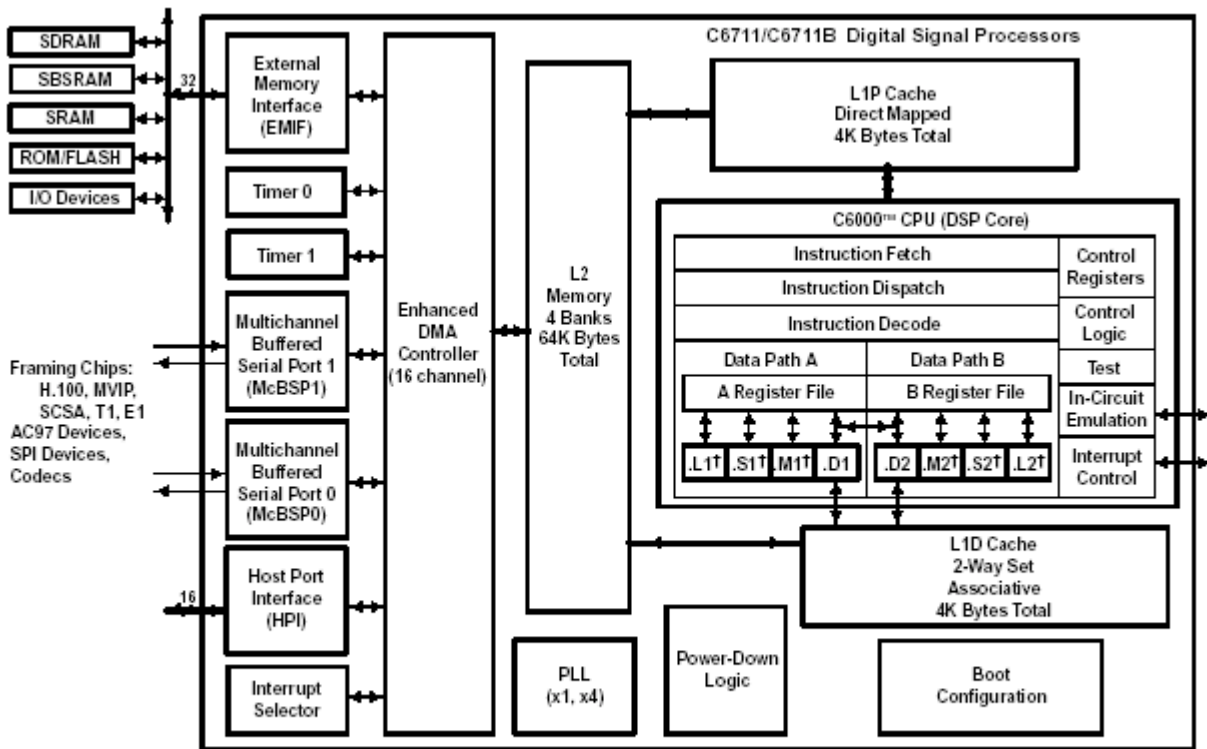 C6711/C6711B Digital Signal Processors
SDRAM
SBSRAM
SRAM
ROM/FLASH
I/O Devices
32
External
Memory
Interface
(EMIF)
Timer 0
Timer 1
Multichannel
Buffered
Serial Port 1
(McBSP1)
Framing Chips:
H.100, MVIP,
SCSA, T1, E1
AC97 Devices,
SPI Devices,
Codecs
Multichannel
Buffered
Serial Port 0
(McBSP0)
16
Host Port
Interface
(HPI)
Interrupt
Selector
Enhanced
DMA
Controller
(16 channel)
L2
Memory
4 Banks
64K Bytes
Total
L1P Cache
Direct Mapped
4K Bytes Total
C6000™ CPU (DSP Core)
Instruction Fetch
Instruction Dispatch
Instruction Decode
Data Path A
Data Path B
A Register File
B Register File
.L1† .S1† .M1† .D1
.D2 .M2† .S2† .L2†
Control
Registers
Control
Logic
Test
In-Circuit
Emulation
Interrupt
Control
L1D Cache
2-Way Set
Associative
4K Bytes Total
PLL
(x1, x4)
Power-Down
Logic
Boot
Configuration